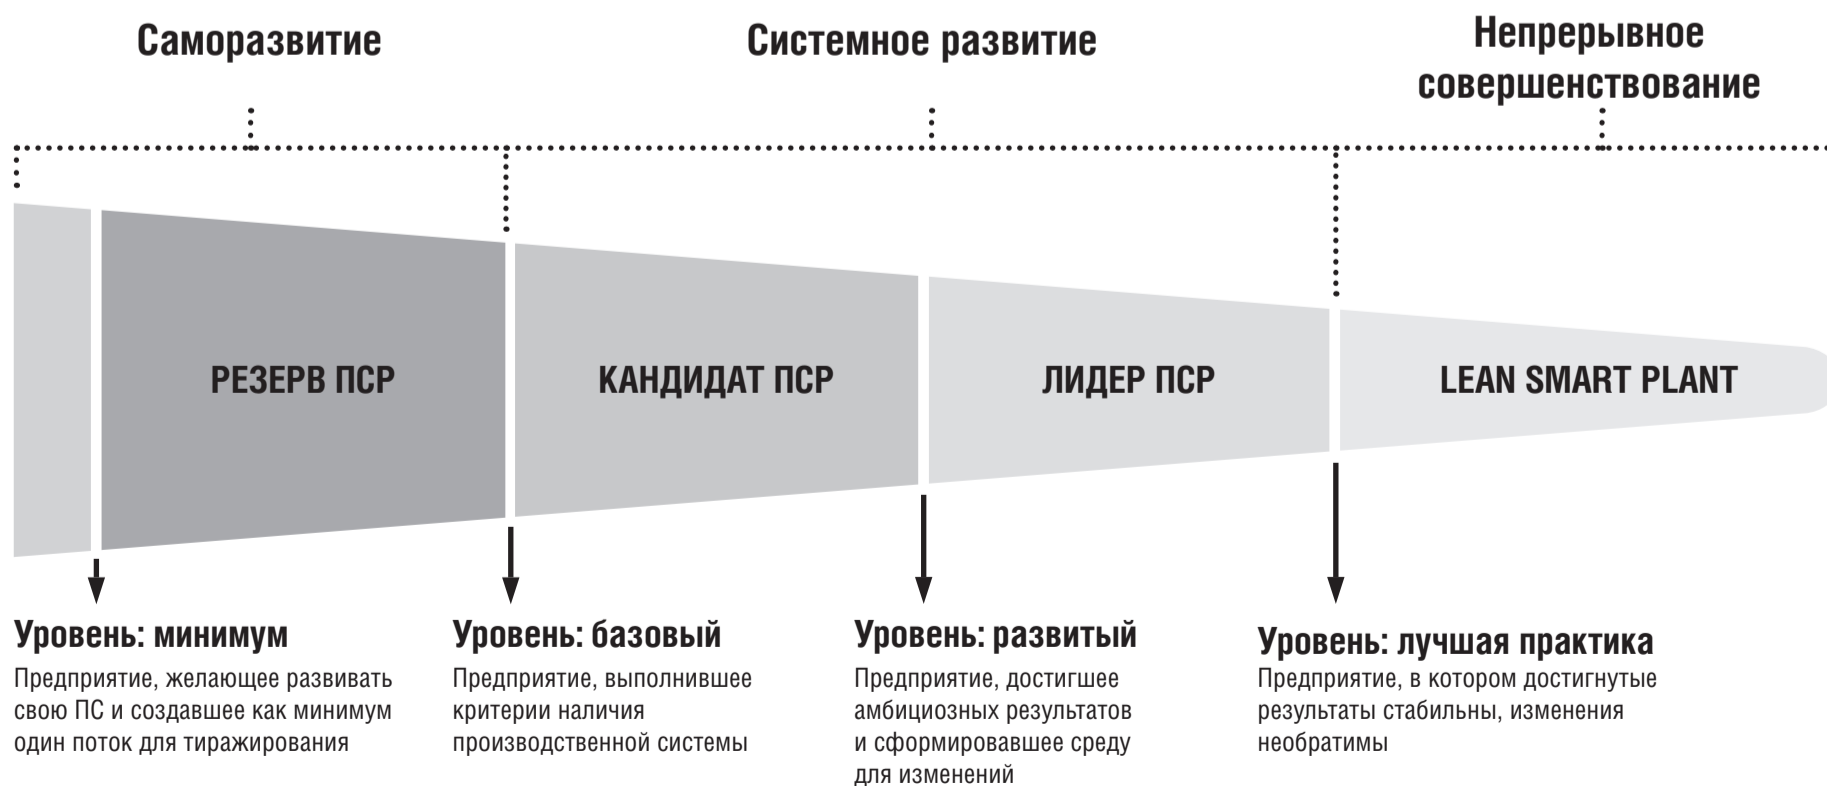 Саморазвитие
Системное развитие
Непрерывное
совершенствование
РЕЗЕРВ ПСР
КАНДИДАТ ПСР
ЛИДЕР ПСР
LEAN SMART PLANT
Уровень: минимум
Предприятие, желающее развивать
свою ПС и создавшее как минимум
один поток для тиражирования
Уровень: базовый
Предприятие, выполнившее
критерии наличия
производственной системы
Уровень: развитый
Предприятие, достигшее
амбициозных результатов
и сформировавшее среду
для изменений
Уровень: лучшая практика
Предприятие, в котором достигнутые
результаты стабильны, изменения
необратимы